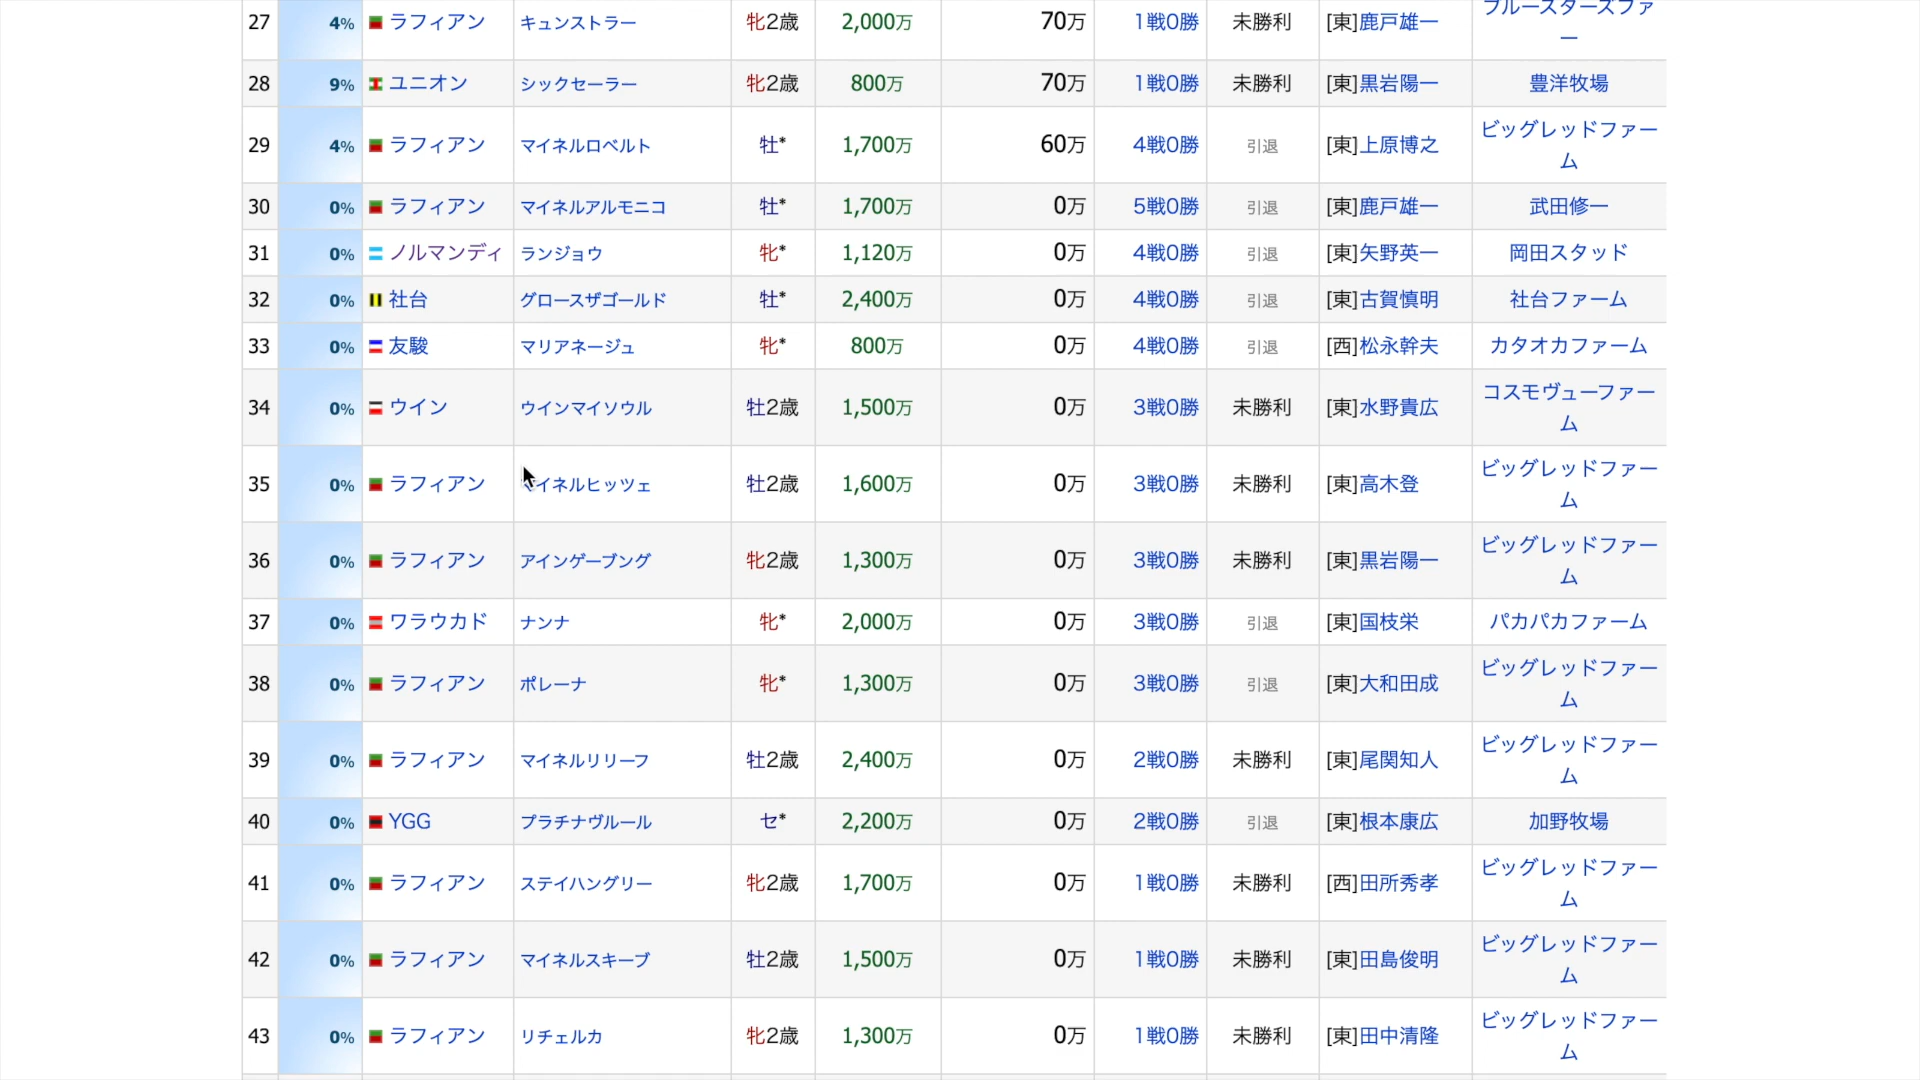 27 4% ラフィアン キュンストラー 牝2歳 2,000万 70万 1戦0勝 未勝利 [東]鹿戸雄一 ブルースターズファー
28 9% ユニオン シックセーラー 牝2歳 800万 70万 1戦0勝 未勝利 [東]黒岩陽一 豊洋牧場
29 4% ラフィアン マイネルロベルト 牡* 1,700万 60万 4戦0勝 引退 [東]上原博之 ビッグレッドファーム
30 0% ラフィアン マイネルアルモニコ 牡* 1,700万 0万 5戦0勝 引退 [東]鹿戸雄一 武田修一
31 0% ノルマンディ ランジョウ 牝* 1,120万 0万 4戦0勝 引退 [東]矢野英一 岡田スタッド
32 0% 社台 グロースザゴールド 牡* 2,400万 0万 4戦0勝 引退 [東]古賀慎明 社台ファーム
33 0% 友駿 マリアネージュ 牝* 800万 0万 4戦0勝 引退 [西]松永幹夫 カタオカファーム
34 0% ウイン ウインマイソウル 牡2歳 1,500万 0万 3戦0勝 未勝利 [東]水野貴広 コスモヴューファーム
35 0% ラフィアン マイネルヒッツェ 牡2歳 1,600万 0万 3戦0勝 未勝利 [東]高木登 ビッグレッドファーム
36 0% ラフィアン アインゲーブング 牝2歳 1,300万 0万 3戦0勝 未勝利 [東]黒岩陽一 ビッグレッドファーム
37 0% ワラウカド ナンナ 牝* 2,000万 0万 3戦0勝 引退 [東]国枝栄 パカパカファーム
38 0% ラフィアン ポレーナ 牝* 1,300万 0万 3戦0勝 引退 [東]大和田成 ビッグレッドファーム
39 0% ラフィアン マイネルリリーフ 牡2歳 2,400万 0万 2戦0勝 未勝利 [東]尾関知人 ビッグレッドファーム
40 0% YGG プラチナヴルール セ* 2,200万 0万 2戦0勝 引退 [東]根本康広 加野牧場
41 0% ラフィアン ステイハングリー 牝2歳 1,700万 0万 1戦0勝 未勝利 [西]田所秀孝 ビッグレッドファーム
42 0% ラフィアン マイネルスキーブ 牡2歳 1,500万 0万 1戦0勝 未勝利 [東]田島俊明 ビッグレッドファーム
43 0% ラフィアン リチェルカ 牝2歳 1,300万 0万 1戦0勝 未勝利 [東]田中清隆 ビッグレッドファーム